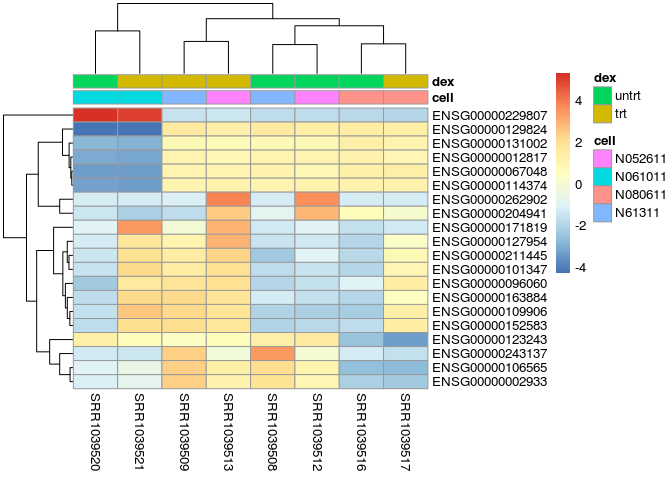 dex
cell
ENSG00000229807
ENSG00000129824
ENSG00000131002
ENSG00000012817
ENSG00000067048
ENSG00000114374
ENSG00000262902
ENSG00000204941
ENSG00000171819
ENSG00000127954
ENSG00000211445
ENSG00000101347
ENSG00000096060
ENSG00000163884
ENSG00000109906
ENSG00000152583
ENSG00000123243
ENSG00000243137
ENSG00000106565
ENSG00000002933
SRR1039520
SRR1039521
SRR1039509
SRR1039513
SRR1039508
SRR1039512
SRR1039516
SRR1039517
4
2
0
-2
-4
dex
untrt
trt
cell
N052611
N061011
N080611
N61311